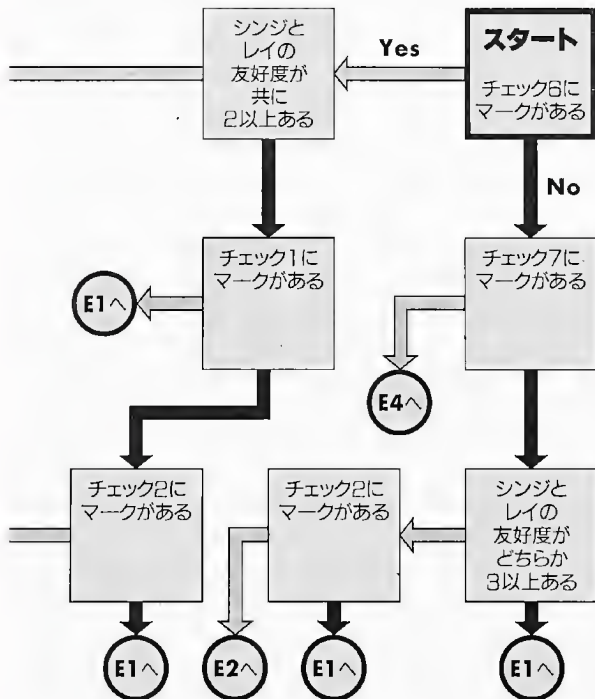 スタート
チェック6に
マークがある
Yes
No
シンジと
レイの
友好度が
共に
2以上ある
チェック1に
マークがある
E1へ
チェック7に
マークがある
E4へ
チェック2に
マークがある
E1へ
シンジと
レイの
友好度が
どちらか
3以上ある
E1へ
チェック2に
マークがある
E2へ
E1へ